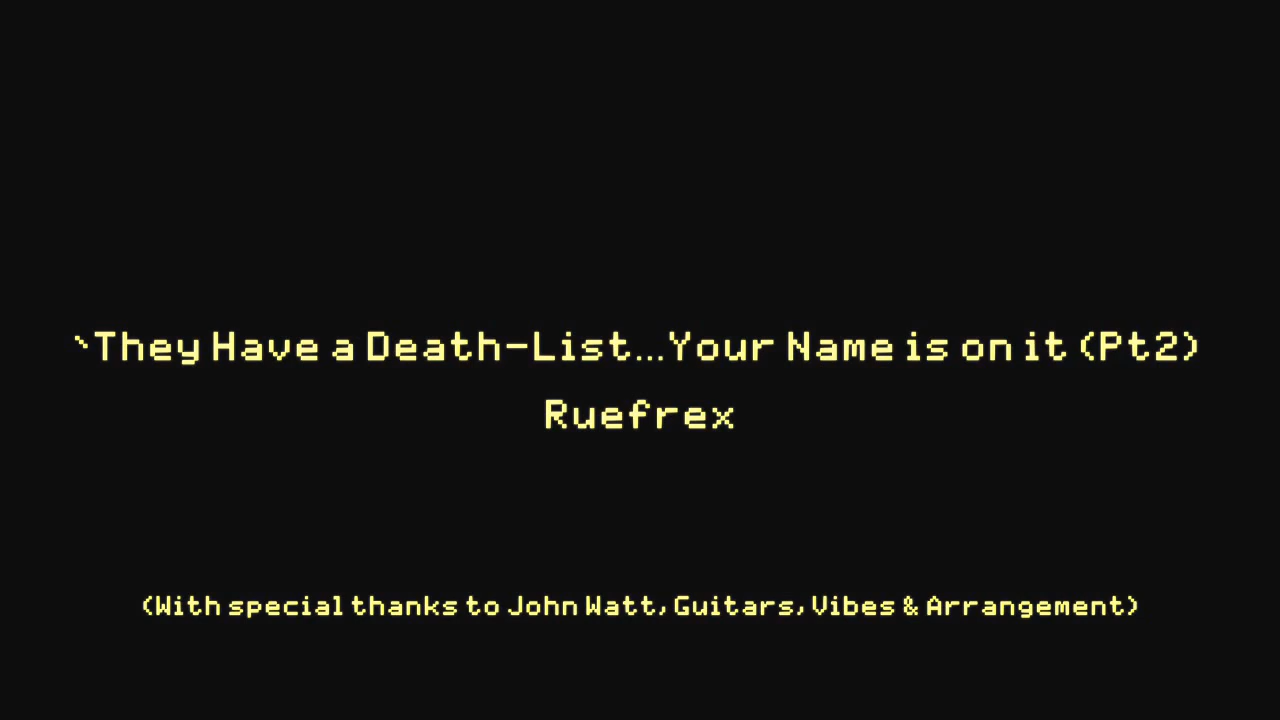 `They Have a Death-List...Your Name is on it (Pt2)
Ruefrex
(With special thanks to John Watt, Guitars, Vibes & Arrangement)